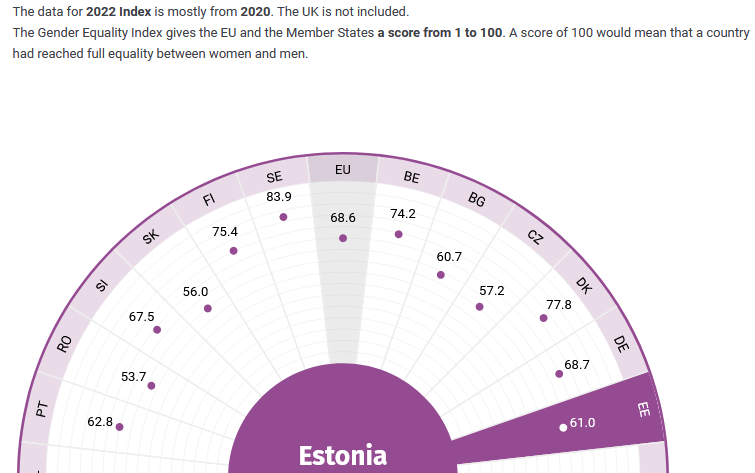 The data for 2022 Index is mostly from 2020. The UK is not included.
The Gender Equality Index gives the EU and the Member States a score from 1 to 100. A score of 100 would mean that a country
had reached full equality between women and men.
EU
68.6
BE
74.2
BG
60.7
CZ
57.2
DK
77.8
DE
68.7
EE
61.0
PT
62.8
RO
53.7
SI
67.5
SK
56.0
FI
75.4
SE
83.9
Estonia